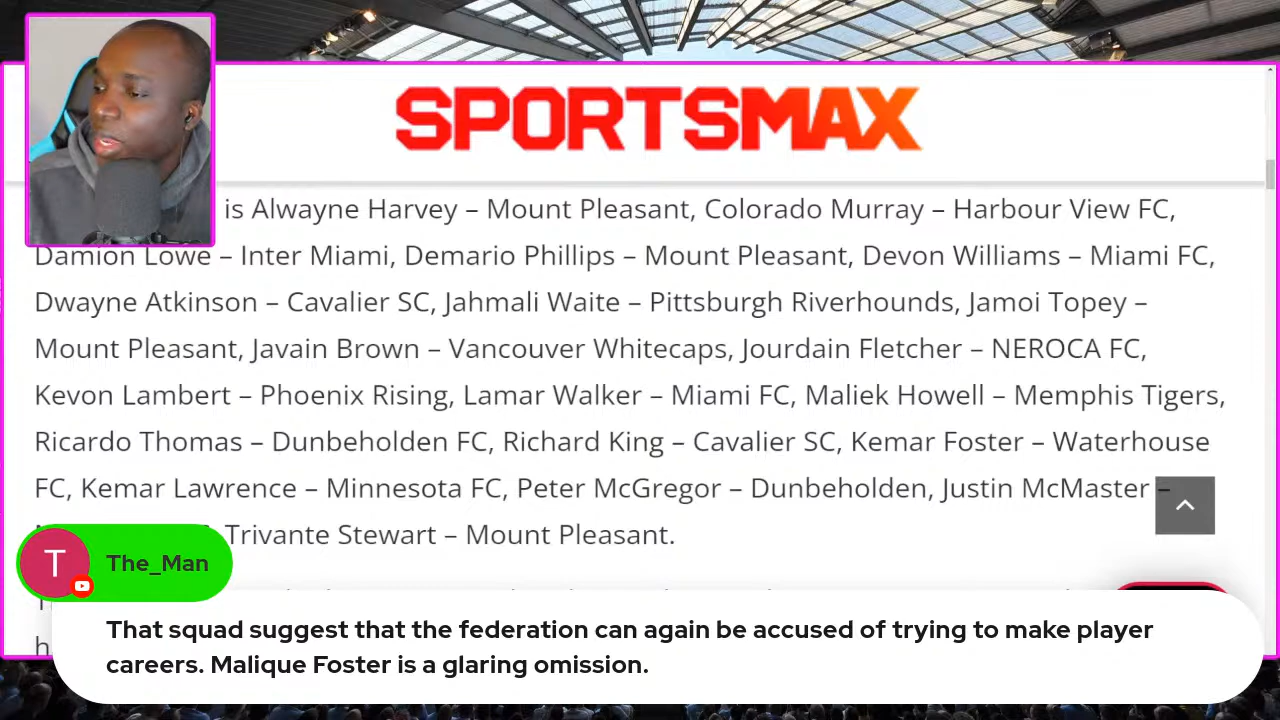 SPORTSMAX
is Alwayne Harvey – Mount Pleasant, Colorado Murray – Harbour View FC,
Damion Lowe – Inter Miami, Demario Phillips – Mount Pleasant, Devon Williams – Miami FC,
Dwayne Atkinson – Cavalier SC, Jahmali Waite – Pittsburgh Riverhounds, Jamoi Topey –
Mount Pleasant, Javain Brown – Vancouver Whitecaps, Jourdain Fletcher – NEROCA FC,
Kevon Lambert – Phoenix Rising, Lamar Walker – Miami FC, Maliek Howell – Memphis Tigers,
Ricardo Thomas – Dunbeholden FC, Richard King – Cavalier SC, Kemar Foster – Waterhouse
FC, Kemar Lawrence – Minnesota FC, Peter McGregor – Dunbeholden, Justin McMaster –
Trivante Stewart – Mount Pleasant.
T
The_Man
That squad suggest that the federation can again be accused of trying to make player
careers. Malique Foster is a glaring omission.